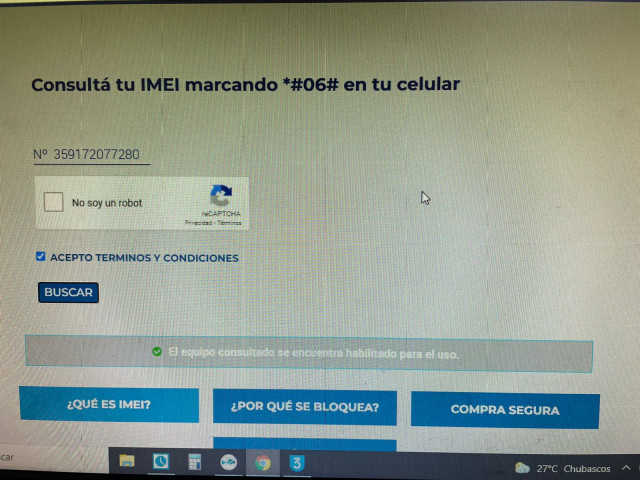 Consultá tu IMEI marcando *#06# en tu celular
Nº 359172077280
No soy un robot
reCAPTCHA
Privacidad - Términos
ACEPTO TERMINOS Y CONDICIONES
BUSCAR
El equipo consultado se encuentra habilitado para el uso.
¿QUÉ ES IMEI?
¿POR QUÉ SE BLOQUEA?
COMPRA SEGURA
car
27°C Chubascos